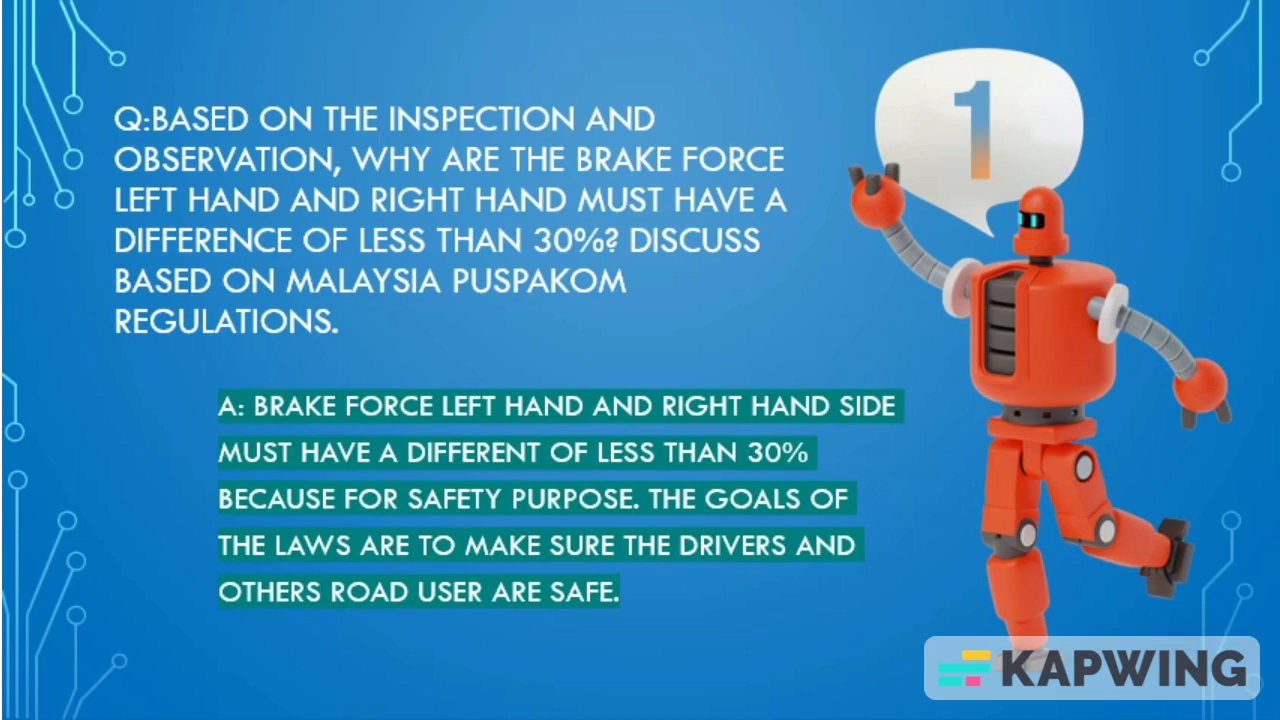 Q:BASED ON THE INSPECTION AND
OBSERVATION, WHY ARE THE BRAKE FORCE
LEFT HAND AND RIGHT HAND MUST HAVE A
DIFFERENCE OF LESS THAN 30%? DISCUSS
BASED ON MALAYSIA PUSPAKOM
REGULATIONS.
1
A: BRAKE FORCE LEFT HAND AND RIGHT HAND SIDE
MUST HAVE A DIFFERENT OF LESS THAN 30%
BECAUSE FOR SAFETY PURPOSE. THE GOALS OF
THE LAWS ARE TO MAKE SURE THE DRIVERS AND
OTHERS ROAD USER ARE SAFE.
KAPWING